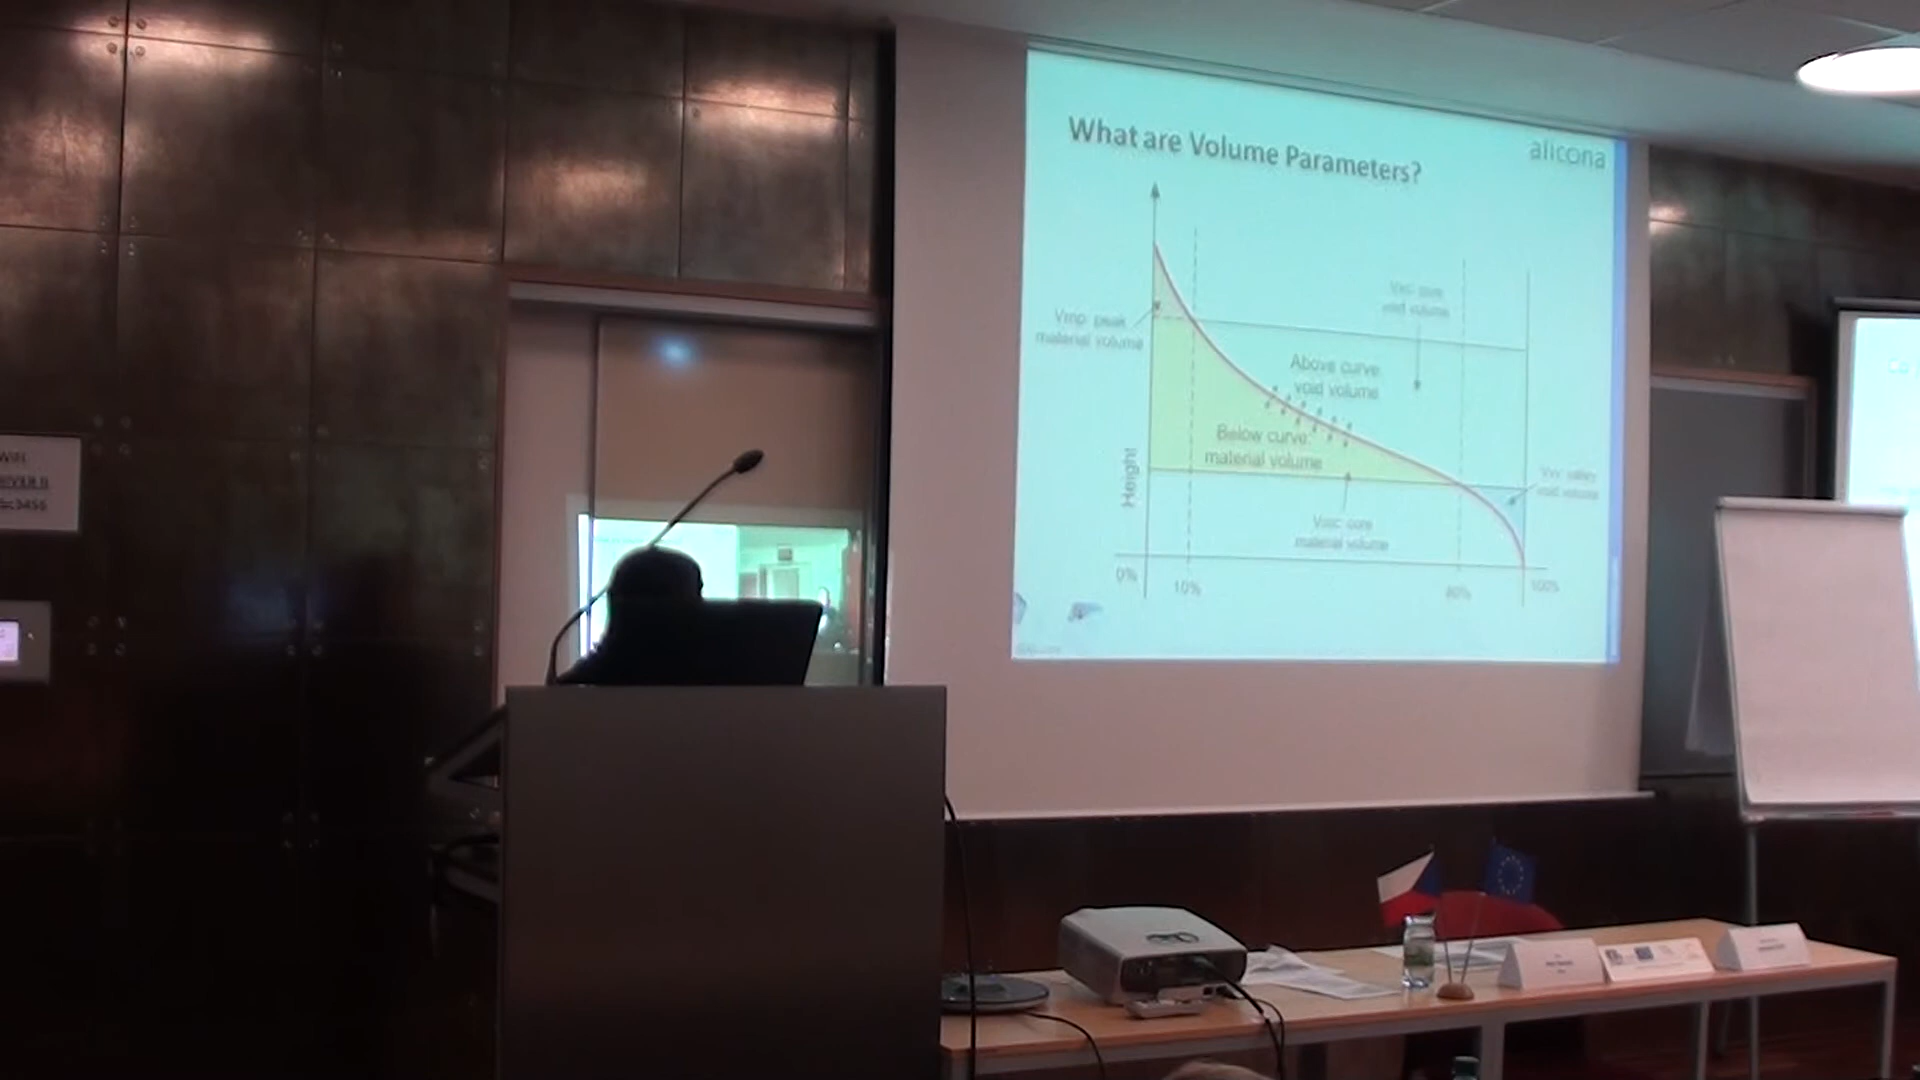 What are Volume Parameters?
alicona
Vmp: peak
material volume
Vvc: core
void volume
Above curve:
void volume
Below curve:
material volume
Height
Vvv: valley
void volume
Vmc: core
material volume
0%
10%
80%
100%